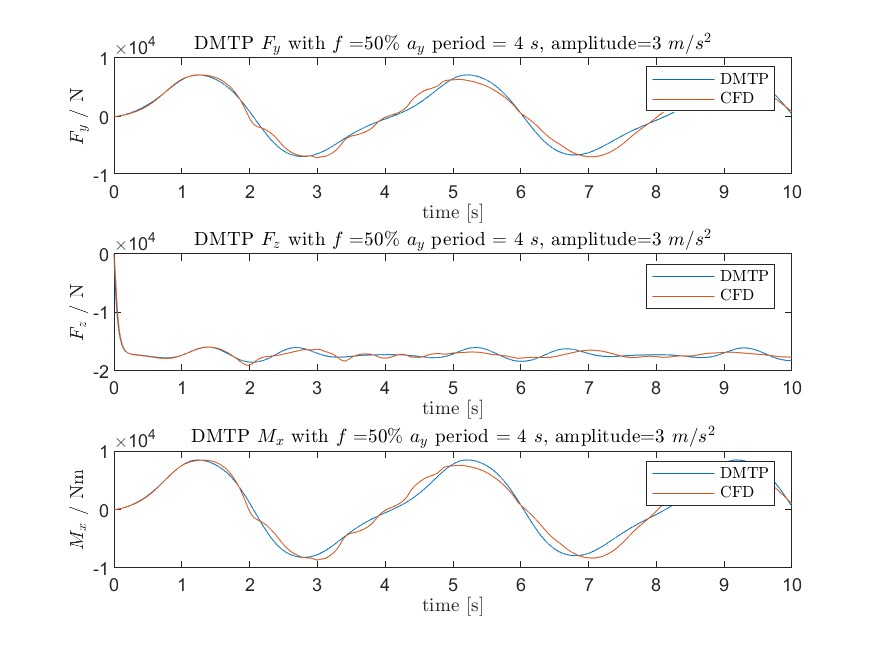 DMTP F_y with f =50% a_y period = 4 s, amplitude=3 m/s^2
×10^4
1
0
-1
F_y / N
DMTP
CFD
0 1 2 3 4 5 6 7 8 9 10
time [s]
DMTP F_z with f =50% a_y period = 4 s, amplitude=3 m/s^2
×10^4
0
-1
-2
F_z / N
DMTP
CFD
0 1 2 3 4 5 6 7 8 9 10
time [s]
DMTP M_x with f =50% a_y period = 4 s, amplitude=3 m/s^2
×10^4
1
0
-1
M_x / Nm
DMTP
CFD
0 1 2 3 4 5 6 7 8 9 10
time [s]